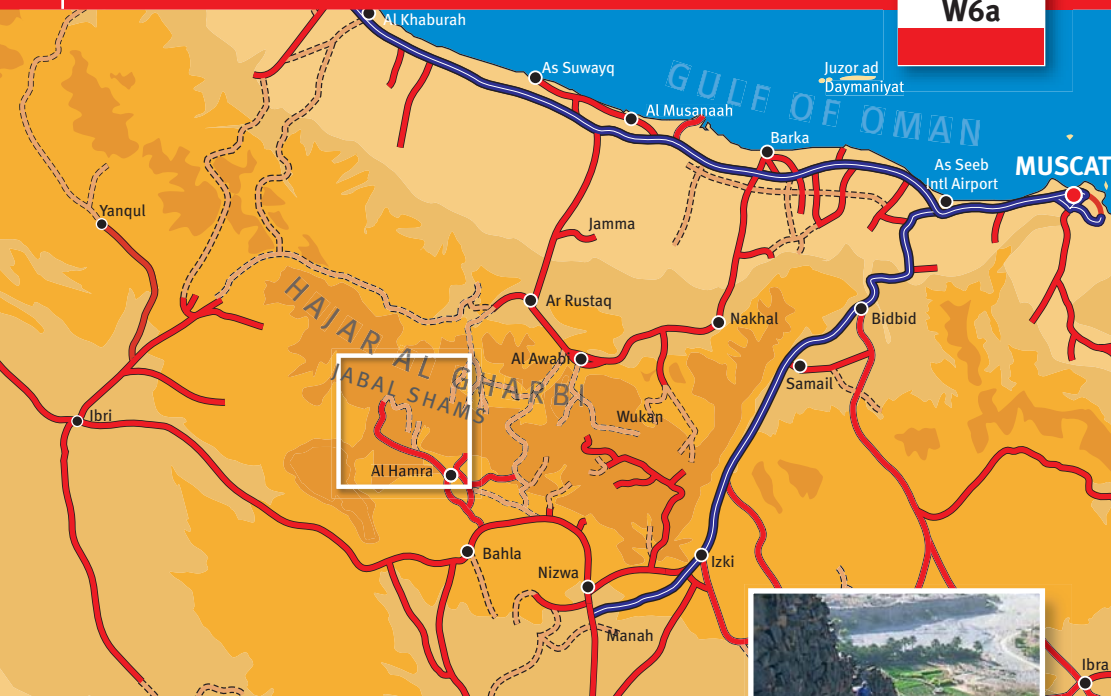 W6a
Al Khaburah
As Suwayq
Juzor ad
Daymaniyat
GULF OF OMAN
Al Musanaah
Barka
As Seeb
Intl Airport
MUSCAT
Yanqul
Jamma
HAJAR AL GHARBI
Ar Rustaq
Nakhal
Bidbid
Al Awabi
JABAL SHAMS
Samail
Ibri
Wukan
Al Hamra
Bahla
Izki
Nizwa
Manah
Ibra